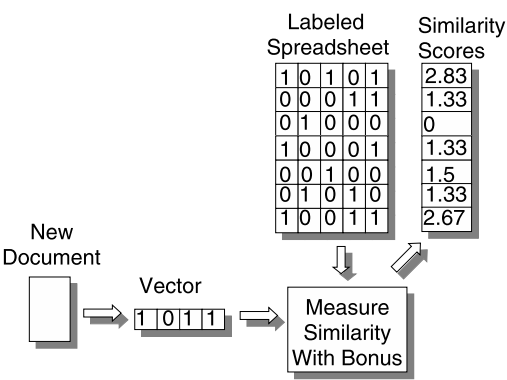 Labeled
Spreadsheet
Similarity
Scores
1 0 1 0 1
0 0 0 1 1
0 1 0 0 0
1 0 0 0 1
0 0 1 0 0
0 1 0 1 0
1 0 0 1 1
2.83
1.33
0
1.33
1.5
1.33
2.67
New
Document
Vector
1 0 1 1
Measure
Similarity
With Bonus